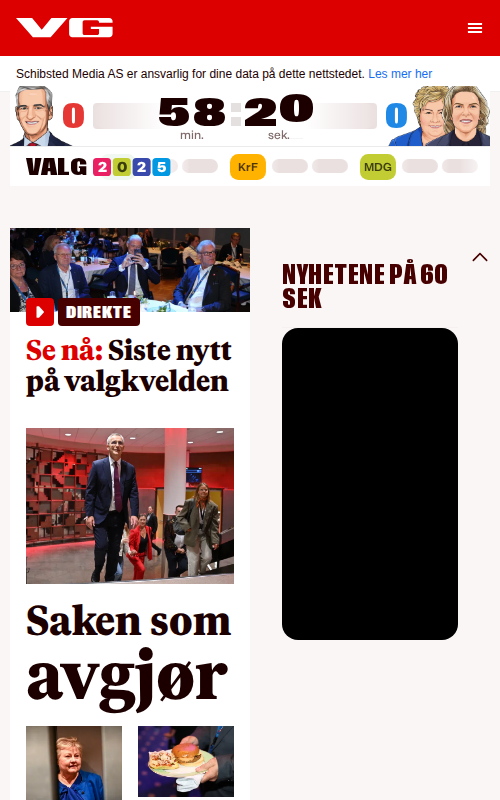 VG
Schibsted Media AS er ansvarlig for dine data på dette nettstedet. Les mer her
0 58:20 0
min. sek.
VALG 2025 KrF MDG
DIREKTE
Se nå: Siste nytt
på valgkvelden
Saken som
avgjør
NYHETENE PÅ 60
SEK